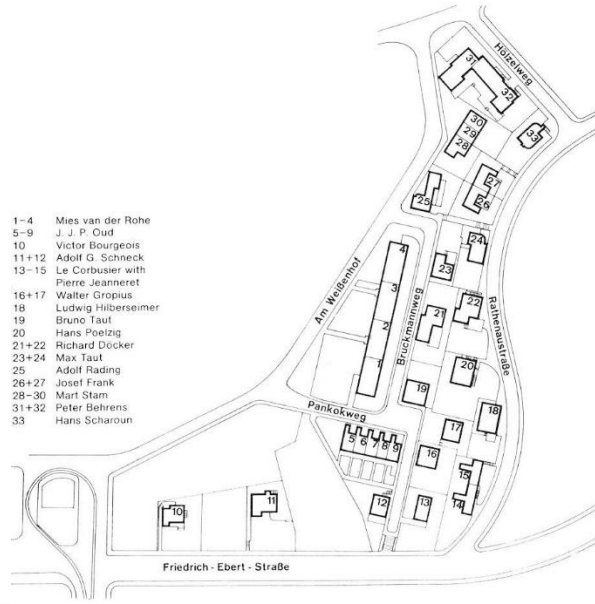 1-4 Mies van der Rohe
5-9 J. J. P. Oud
10 Victor Bourgeois
11+12 Adolf G. Schneck
13-15 Le Corbusier with
Pierre Jeanneret
16+17 Walter Gropius
18 Ludwig Hilberseimer
19 Bruno Taut
20 Hans Poelzig
21+22 Richard Döcker
23+24 Max Taut
25 Adolf Rading
26+27 Josef Frank
28-30 Mart Stam
31+32 Peter Behrens
33 Hans Scharoun
Hölzelweg
31
32
33
30
29
28
27
26
25
24
23
4
3
2
1
Am Weißenhof
Bruckmannweg
Rathenaustraße
22
21
20
19
18
17
16
15
14
13
12
Pankokweg
5 6 7 8 9
10
11
Friedrich-Ebert-Straße